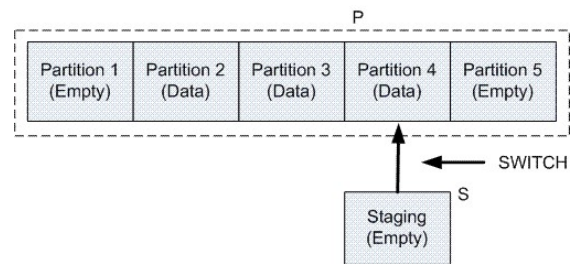 P
Partition 1
(Empty)
Partition 2
(Data)
Partition 3
(Data)
Partition 4
(Data)
Partition 5
(Empty)
SWITCH
S
Staging
(Empty)